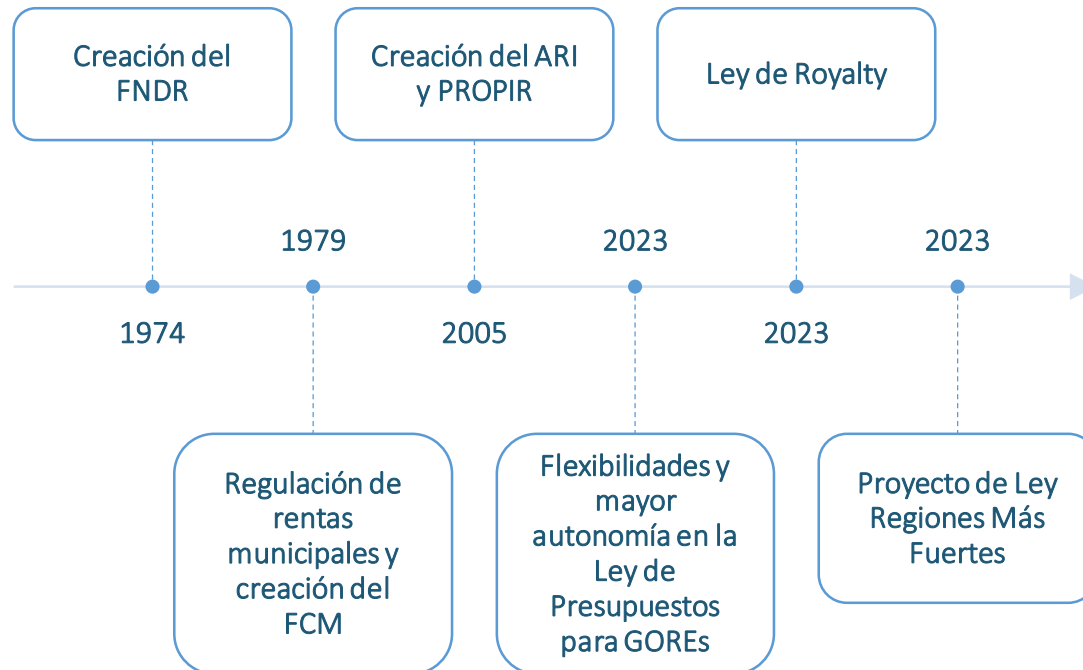 Creación del
FNDR
Creación del ARI
y PROPIR
Ley de Royalty
1979
2023
2023
1974
2005
2023
Regulación de
rentas
municipales y
creación del
FCM
Flexibilidades y
mayor
autonomía en la
Ley de
Presupuestos
para GOREs
Proyecto de Ley
Regiones Más
Fuertes